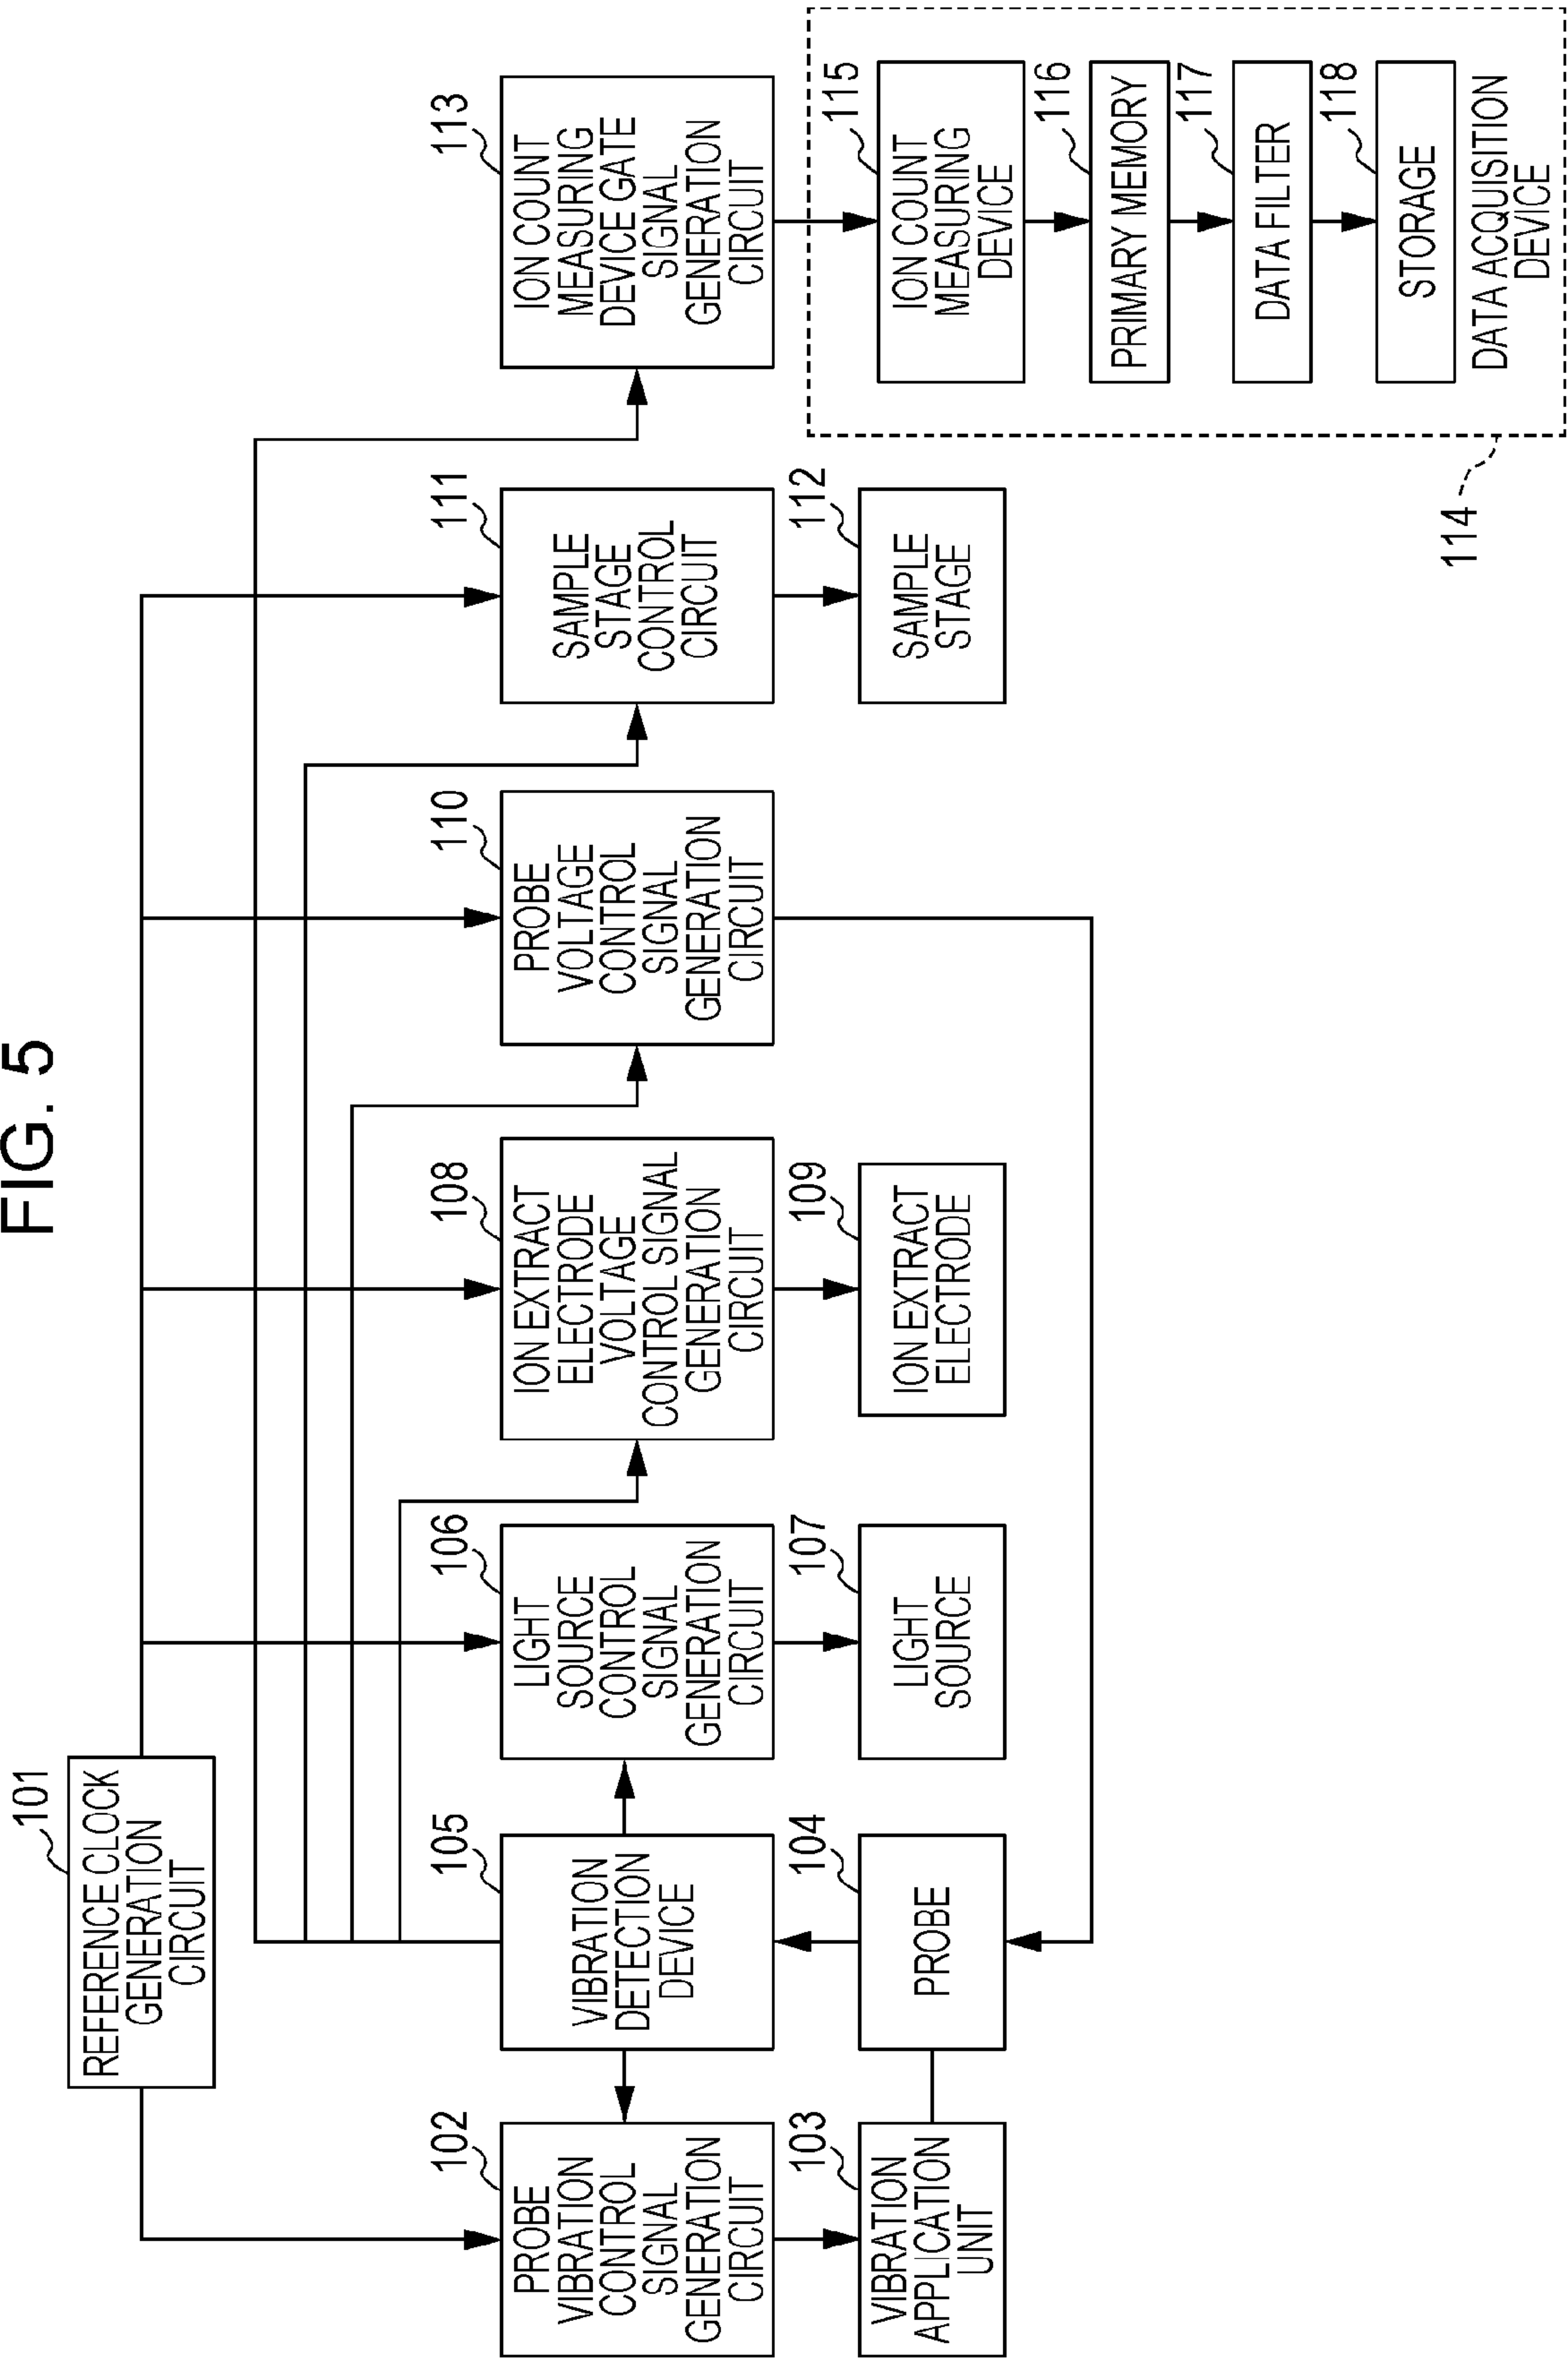 FIG. 5
101
REFERENCE CLOCK
GENERATION
CIRCUIT
102
PROBE
VIBRATION
CONTROL
SIGNAL
GENERATION
CIRCUIT
103
VIBRATION
APPLICATION
UNIT
105
VIBRATION
DETECTION
DEVICE
104
PROBE
106
LIGHT
SOURCE
CONTROL
SIGNAL
GENERATION
CIRCUIT
107
LIGHT
SOURCE
108
ION EXTRACT
ELECTRODE
VOLTAGE
CONTROL SIGNAL
GENERATION
CIRCUIT
109
ION EXTRACT
ELECTRODE
110
PROBE
VOLTAGE
CONTROL
SIGNAL
GENERATION
CIRCUIT
111
SAMPLE
STAGE
CONTROL
CIRCUIT
112
SAMPLE
STAGE
113
ION COUNT
MEASURING
DEVICE GATE
SIGNAL
GENERATION
CIRCUIT
115
ION COUNT
MEASURING
DEVICE
116
PRIMARY MEMORY
117
DATA FILTER
118
STORAGE
DATA ACQUISITION
DEVICE
114